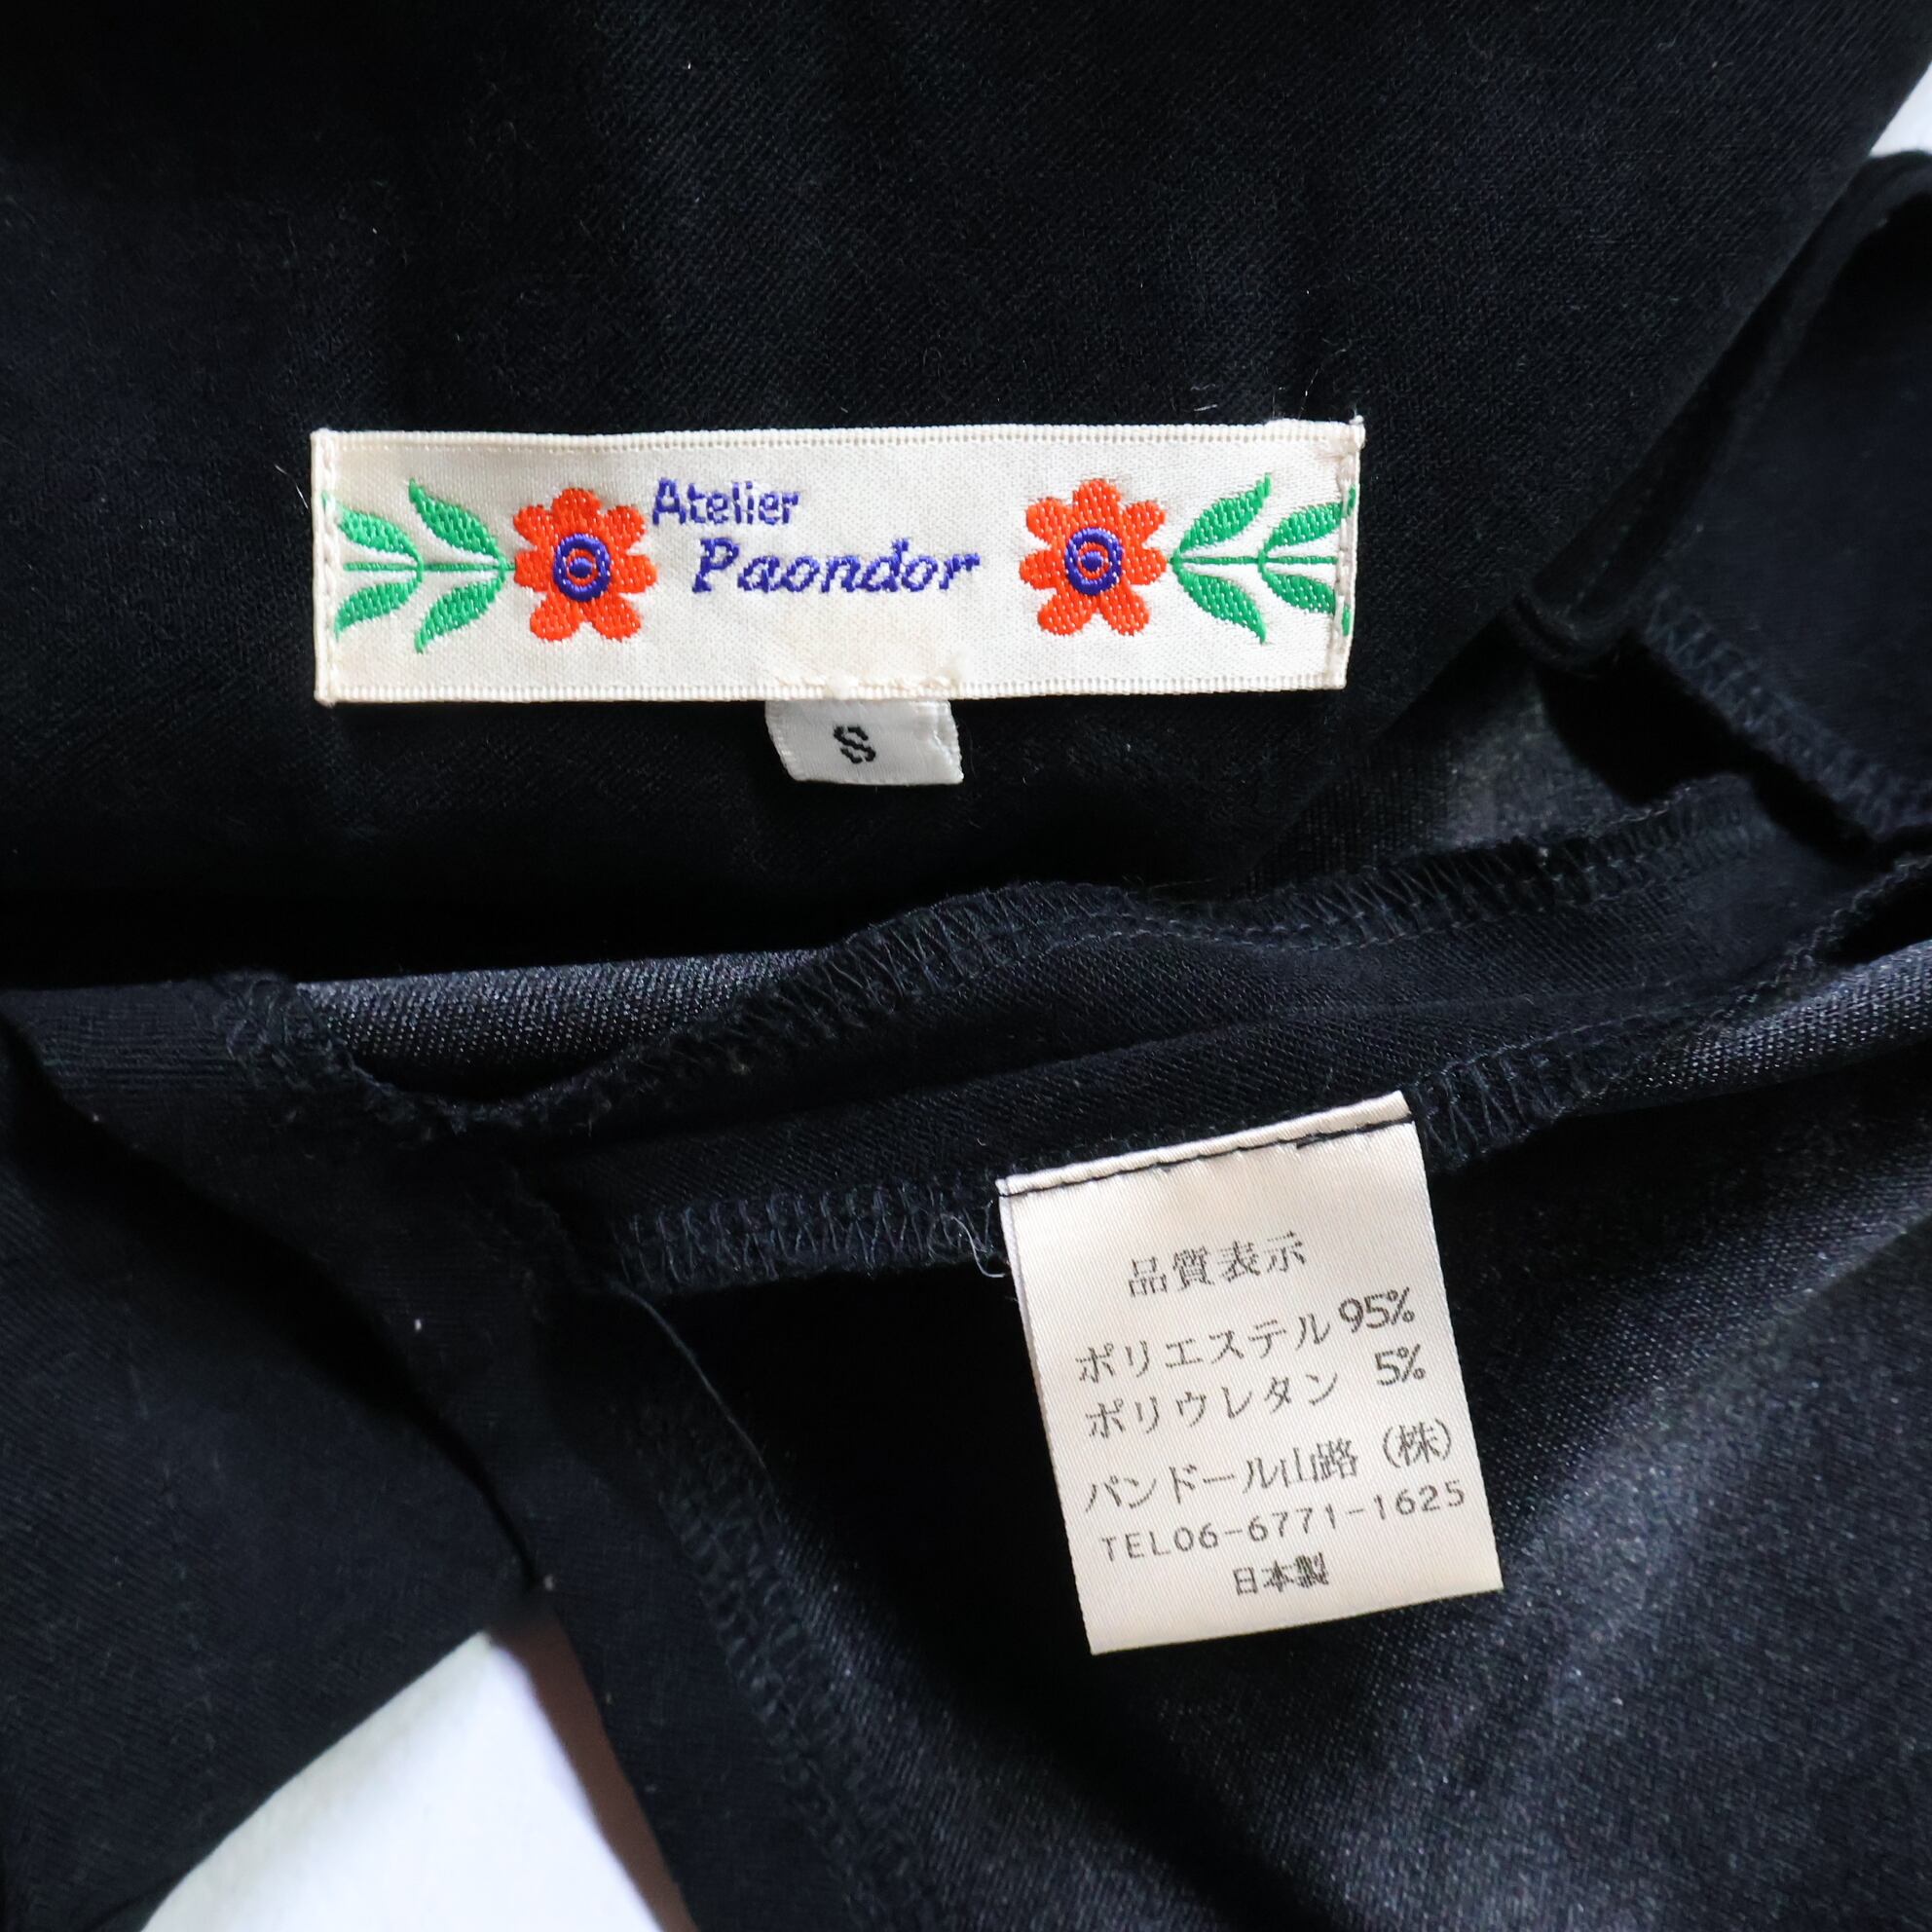 Atelier
Paondor
S
品質表示
ポリエステル 95%
ポリウレタン 5%
パンドール山路 (株)
TEL06-6771-1625
日本製